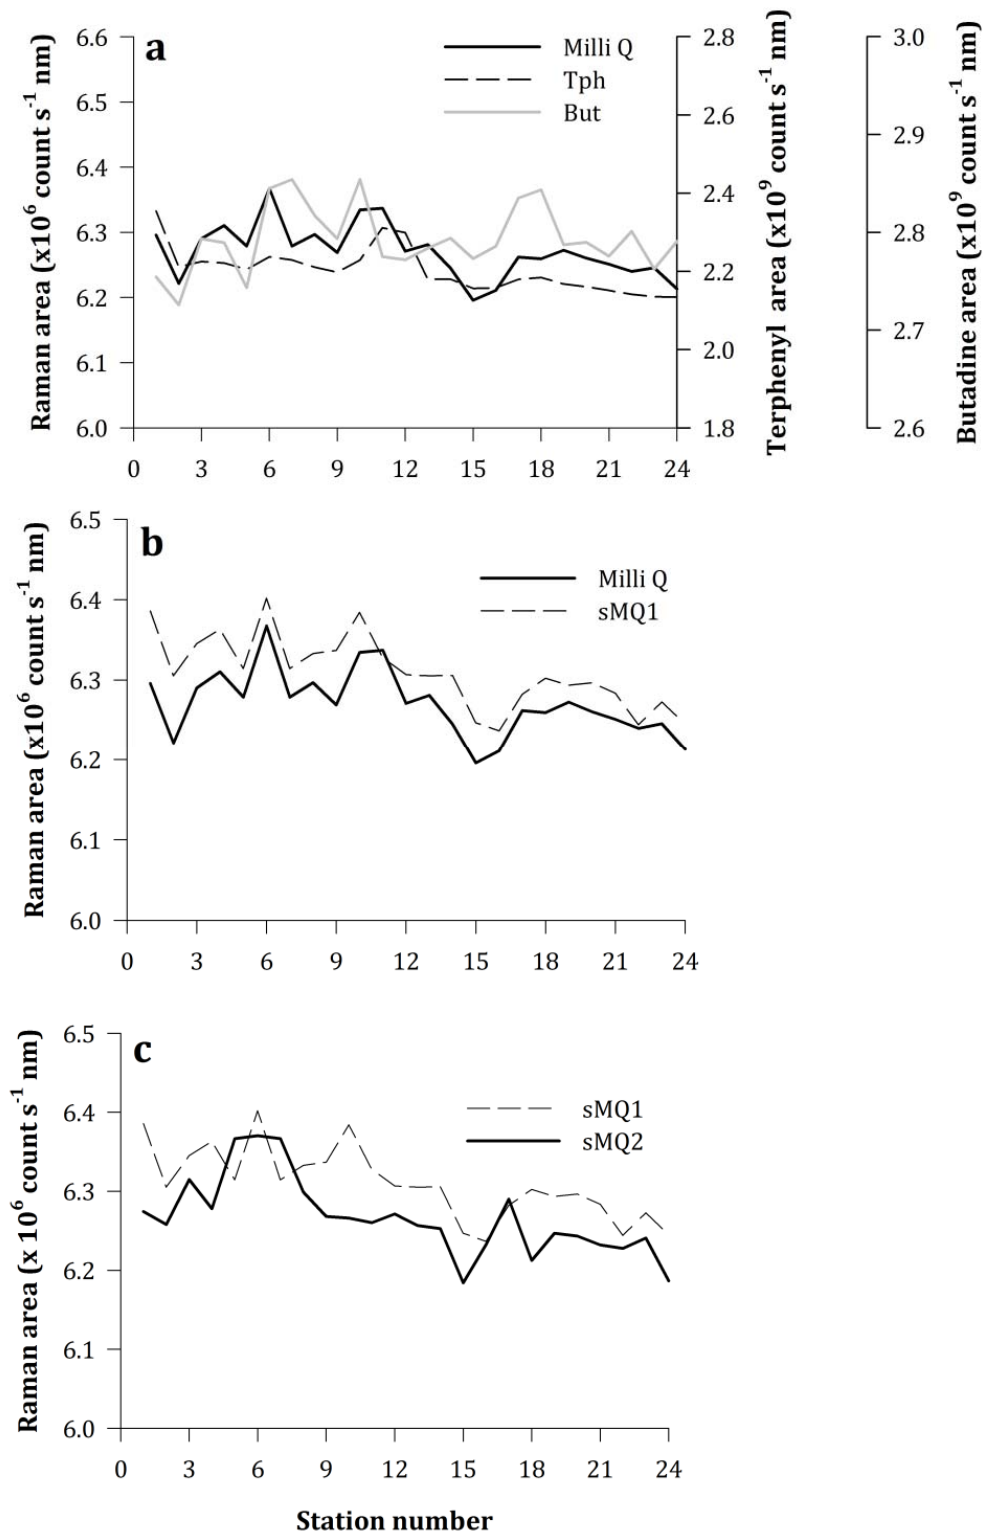 a
Milli Q
Tph
But
Raman area (x10⁶ count s⁻¹ nm)
6.6
6.5
6.4
6.3
6.2
6.1
6.0
Terphenyl area (x10⁹ count s⁻¹ nm)
2.8
2.6
2.4
2.2
2.0
1.8
Butadine area (x10⁹ count s⁻¹ nm)
3.0
2.9
2.8
2.7
2.6
0 3 6 9 12 15 18 21 24
b
Milli Q
sMQ1
Raman area (x10⁶ count s⁻¹ nm)
6.5
6.4
6.3
6.2
6.1
6.0
0 3 6 9 12 15 18 21 24
c
sMQ1
sMQ2
Raman area (x 10⁶ count s⁻¹ nm)
6.5
6.4
6.3
6.2
6.1
6.0
0 3 6 9 12 15 18 21 24
Station number